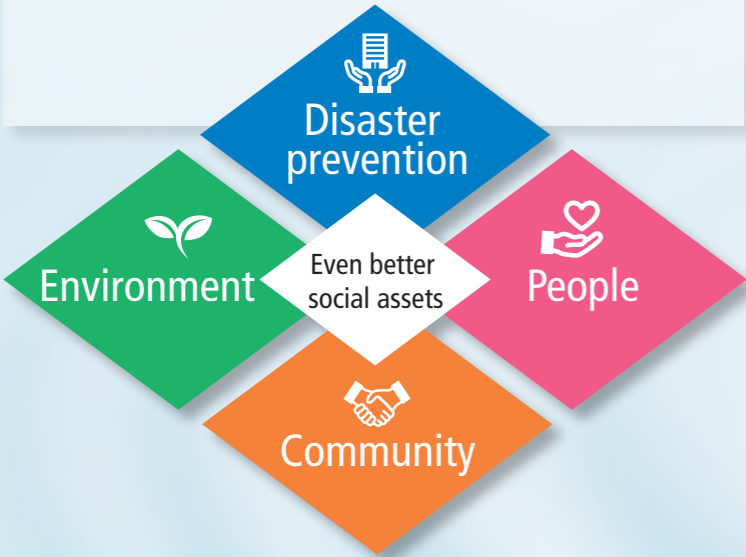 Disaster
prevention
Environment
Even better
social assets
People
Community